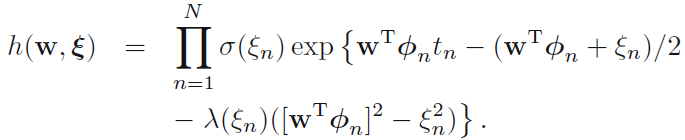 h(w, ξ) = ∏_{n=1}^{N} σ(ξ_n) exp { w^T φ_n t_n − (w^T φ_n + ξ_n)/2
− λ(ξ_n)([w^T φ_n]^2 − ξ_n^2) } .